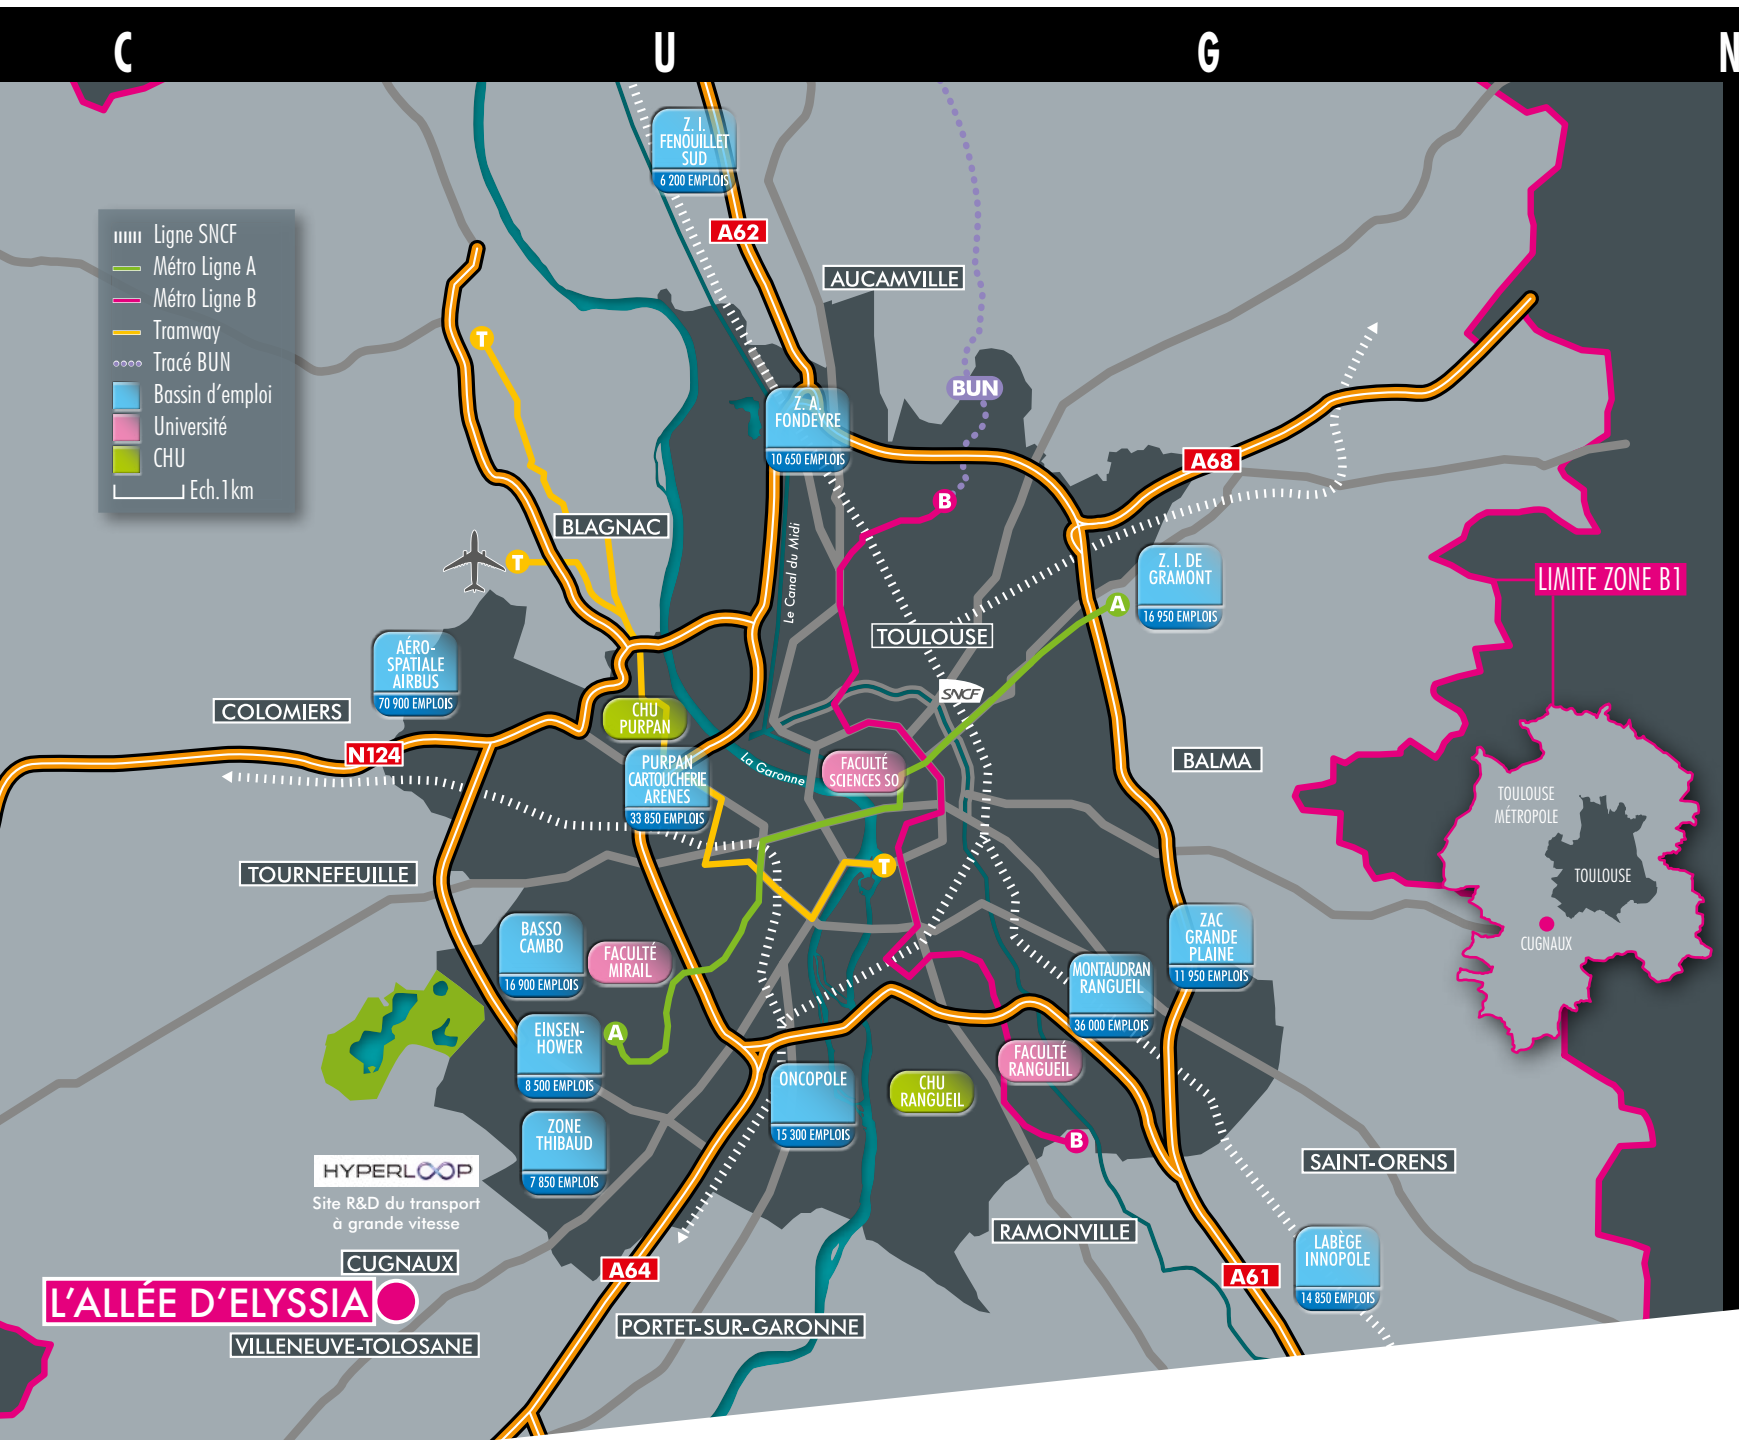 C U G N
Ligne SNCF
Métro Ligne A
Métro Ligne B
Tramway
Tracé BUN
Bassin d'emploi
Université
CHU
Ech.1km
Z. I.
FENOUILLET
SUD
6 200 EMPLOIS
A62
AUCAMVILLE
T
BUN
Z. A.
FONDEYRE
10 650 EMPLOIS
A68
B
BLAGNAC
T
Le Canal du Midi
Z. I. DE
GRAMONT
16 950 EMPLOIS
A
LIMITE ZONE B1
TOULOUSE
AÉRO-
SPATIALE
AIRBUS
70 900 EMPLOIS
SNCF
COLOMIERS
CHU
PURPAN
N124
PURPAN
CARTOUCHERIE
ARÈNES
33 850 EMPLOIS
La Garonne
FACULTÉ
SCIENCES SO
BALMA
TOULOUSE
MÉTROPOLE
TOULOUSE
CUGNAUX
TOURNEFEUILLE
T
BASSO
CAMBO
16 900 EMPLOIS
FACULTÉ
MIRAIL
ZAC
GRANDE
PLAINE
11 950 EMPLOIS
MONTAUDRAN
RANGUEIL
36 000 EMPLOIS
EINSEN-
HOWER
8 500 EMPLOIS
A
FACULTÉ
RANGUEIL
ONCOPOLE
15 300 EMPLOIS
CHU
RANGUEIL
ZONE
THIBAUD
7 850 EMPLOIS
B
HYPERLOOP
Site R&D du transport
à grande vitesse
SAINT-ORENS
RAMONVILLE
CUGNAUX
A64
A61
LABÈGE
INNOPOLE
14 850 EMPLOIS
L'ALLÉE D'ELYSSIA
PORTET-SUR-GARONNE
VILLENEUVE-TOLOSANE